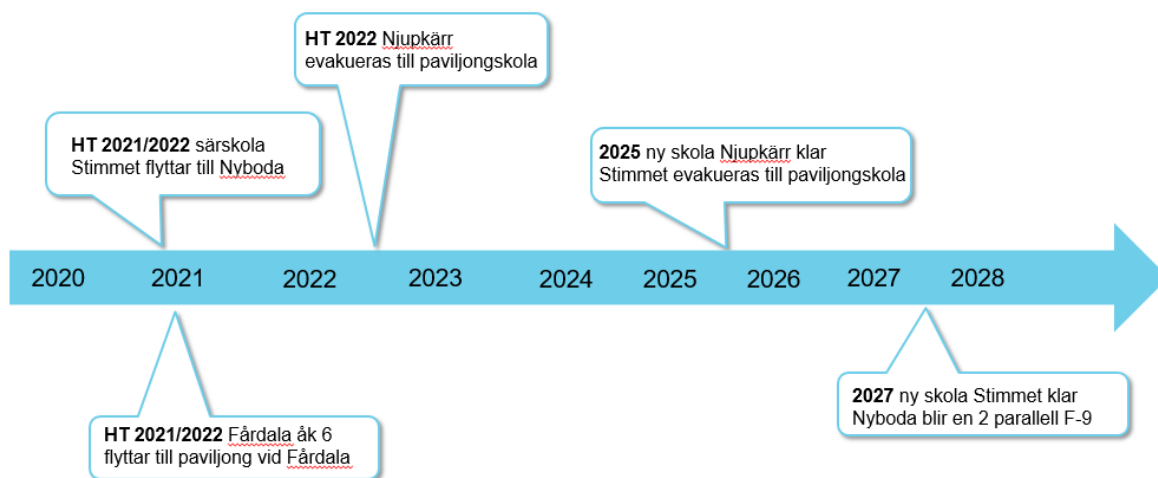 HT 2022 Njupkärr
evakueras till paviljongskola
HT 2021/2022 särskola
Stimmet flyttar till Nyboda
2025 ny skola Njupkärr klar
Stimmet evakueras till paviljongskola
2020 2021 2022 2023 2024 2025 2026 2027 2028
2027 ny skola Stimmet klar
Nyboda blir en 2 parallell F-9
HT 2021/2022 Fårdala åk 6
flyttar till paviljong vid Fårdala